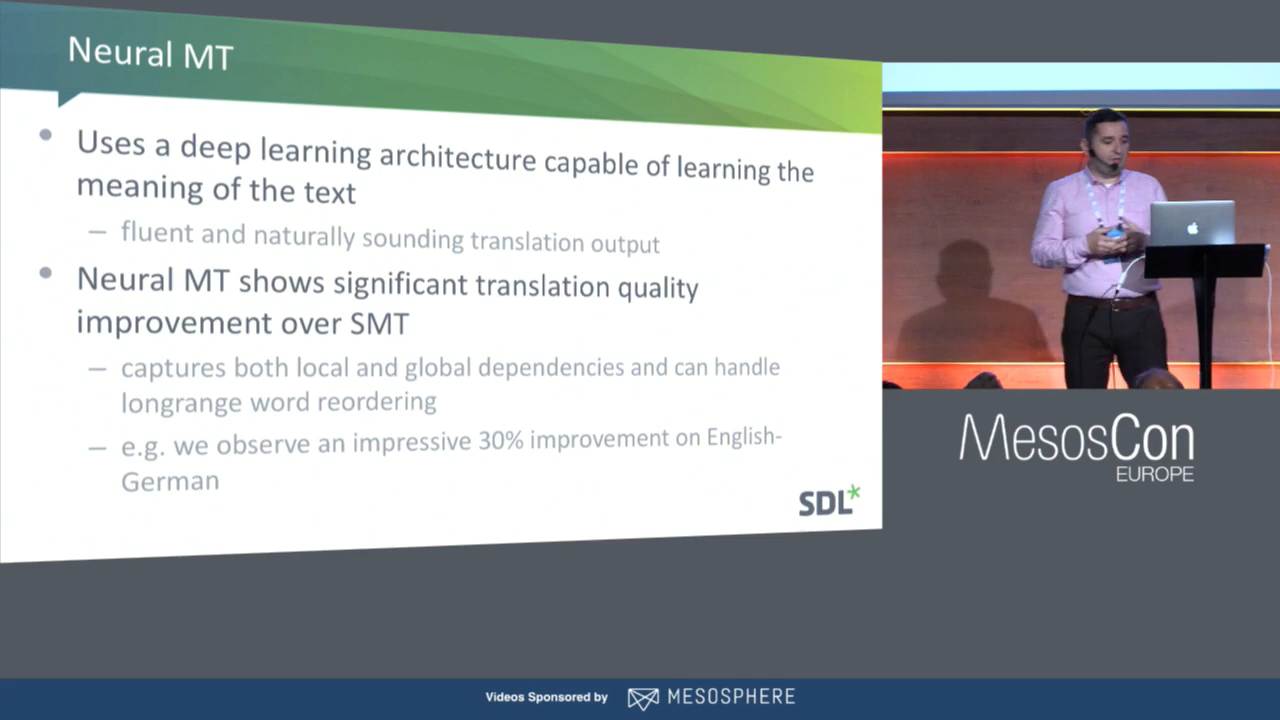 Neural MT
• Uses a deep learning architecture capable of learning the
meaning of the text
– fluent and naturally sounding translation output
• Neural MT shows significant translation quality
improvement over SMT
– captures both local and global dependencies and can handle
longrange word reordering
– e.g. we observe an impressive 30% improvement on English-
German
SDL*
MesosCon
EUROPE
Videos Sponsored by MESOSPHERE